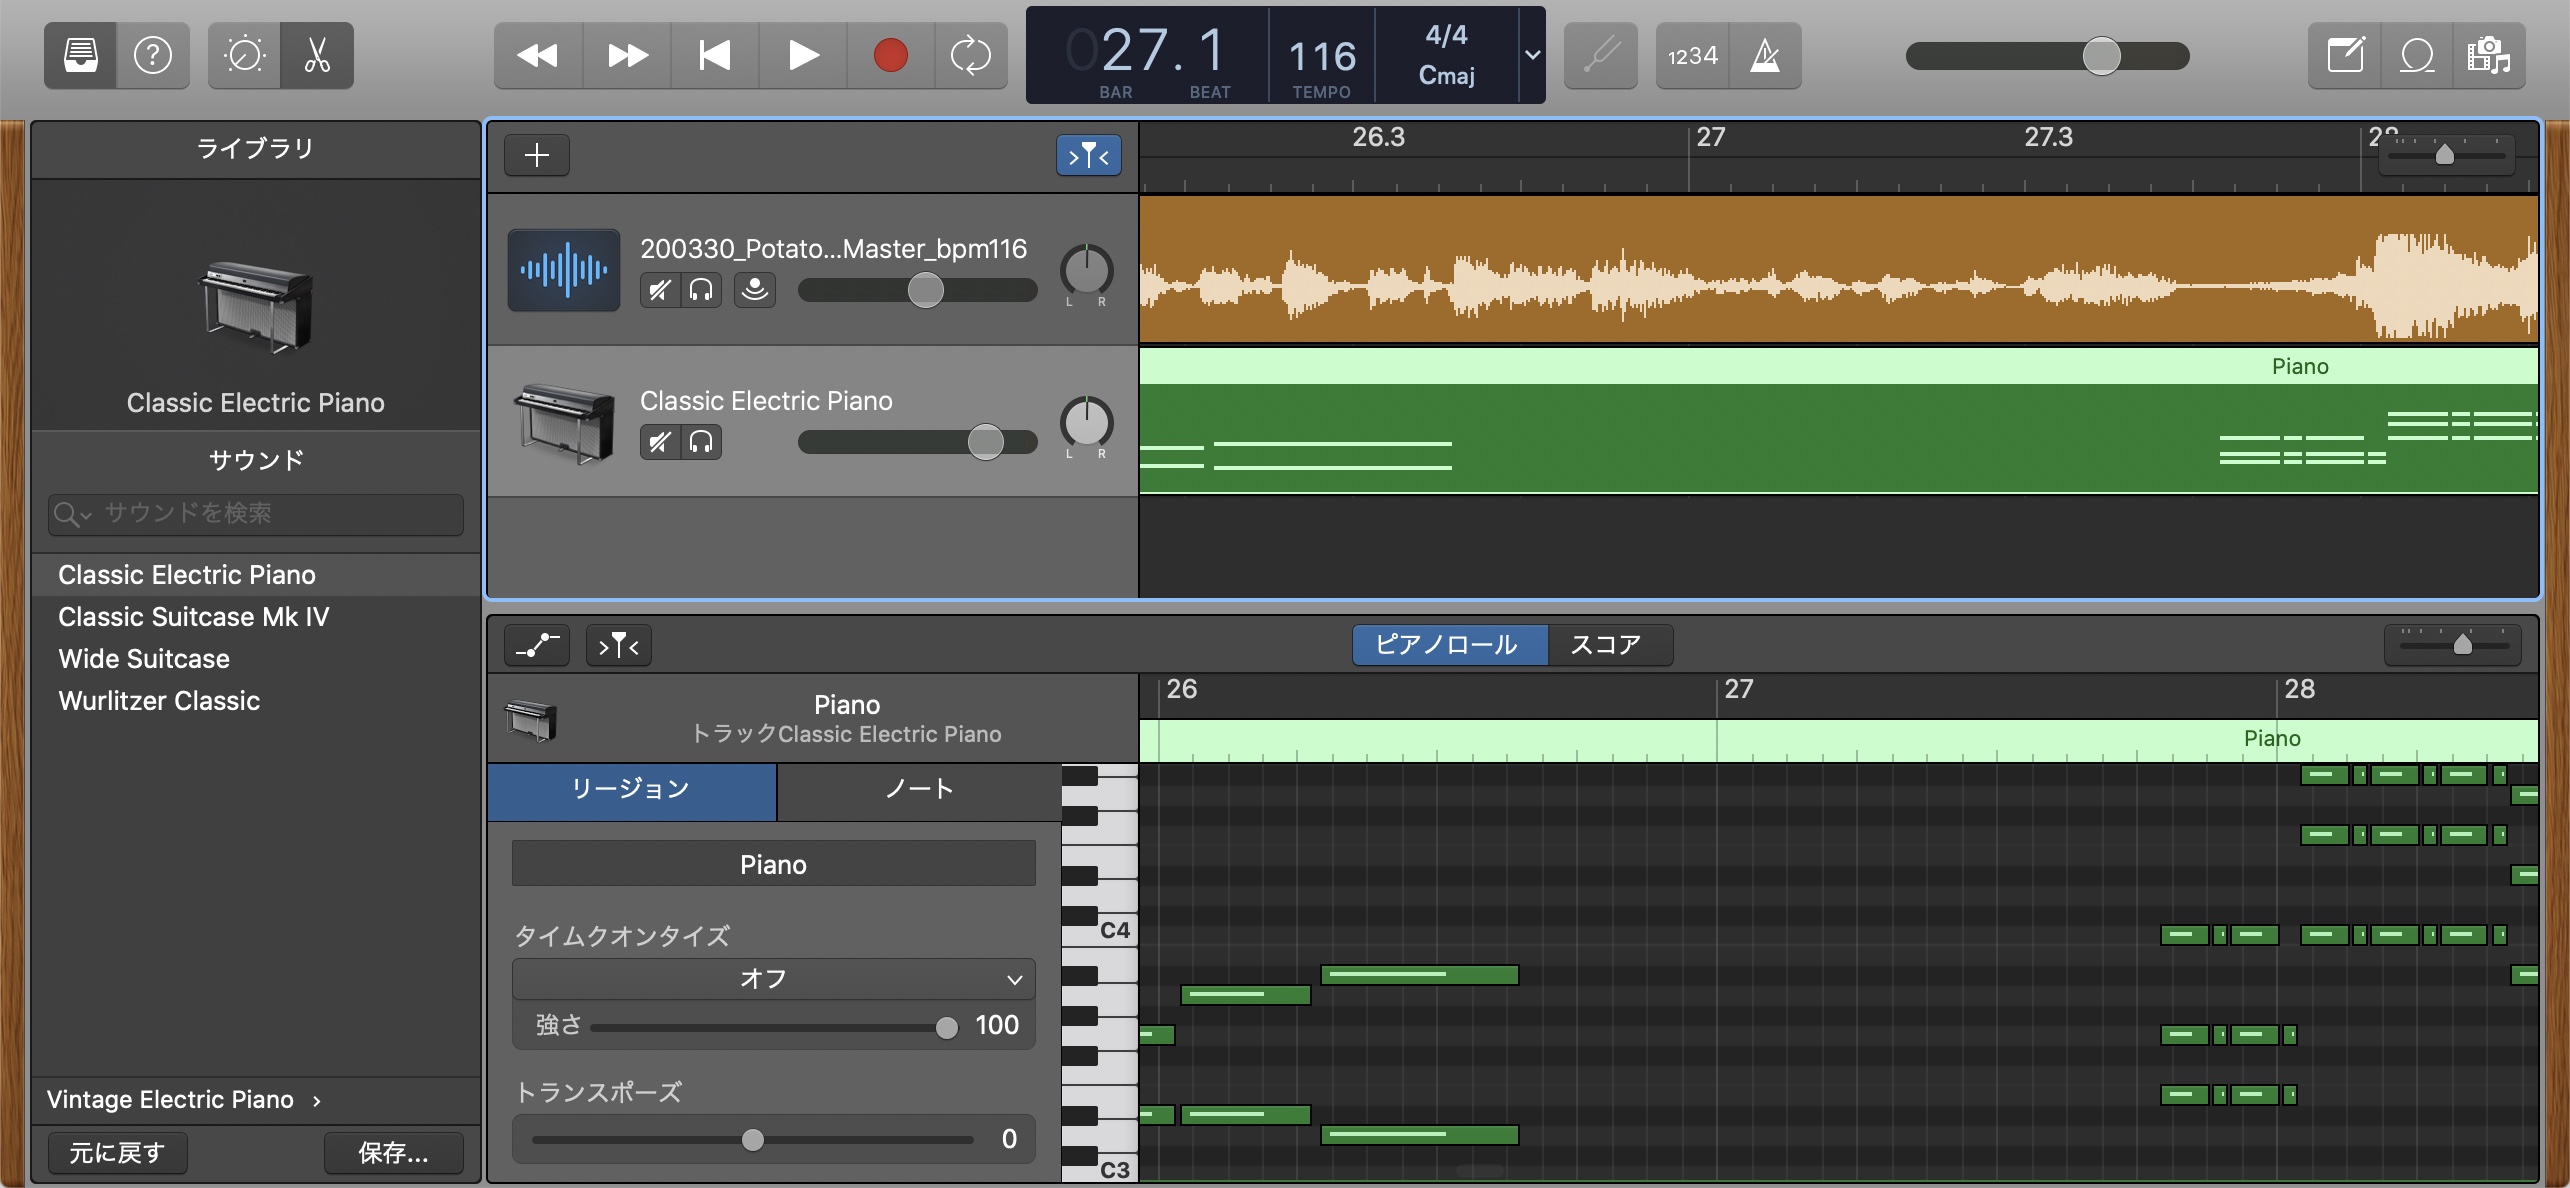 027. 1
BAR
BEAT
116
TEMPO
4/4
Cmaj
1234
ライブラリ
Classic Electric Piano
サウンド
サウンドを検索
Classic Electric Piano
Classic Suitcase Mk IV
Wide Suitcase
Wurlitzer Classic
Vintage Electric Piano ›
元に戻す
保存...
26.3
27
27.3
28
200330_Potato...Master_bpm116
L R
Classic Electric Piano
L R
Piano
ピアノロール
スコア
Piano
トラックClassic Electric Piano
26
27
28
Piano
リージョン
ノート
Piano
タイムクオンタイズ
オフ
強さ
100
トランスポーズ
0
C4
C3